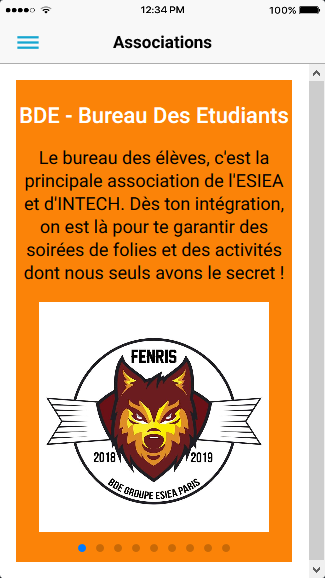 12:34 PM
100%
Associations
BDE - Bureau Des Etudiants
Le bureau des élèves, c'est la
principale association de l'ESIEA
et d'INTECH. Dès ton intégration,
on est là pour te garantir des
soirées de folies et des activités
dont nous seuls avons le secret !
FENRIS
2018 2019
BDE GROUPE ESIEA PARIS